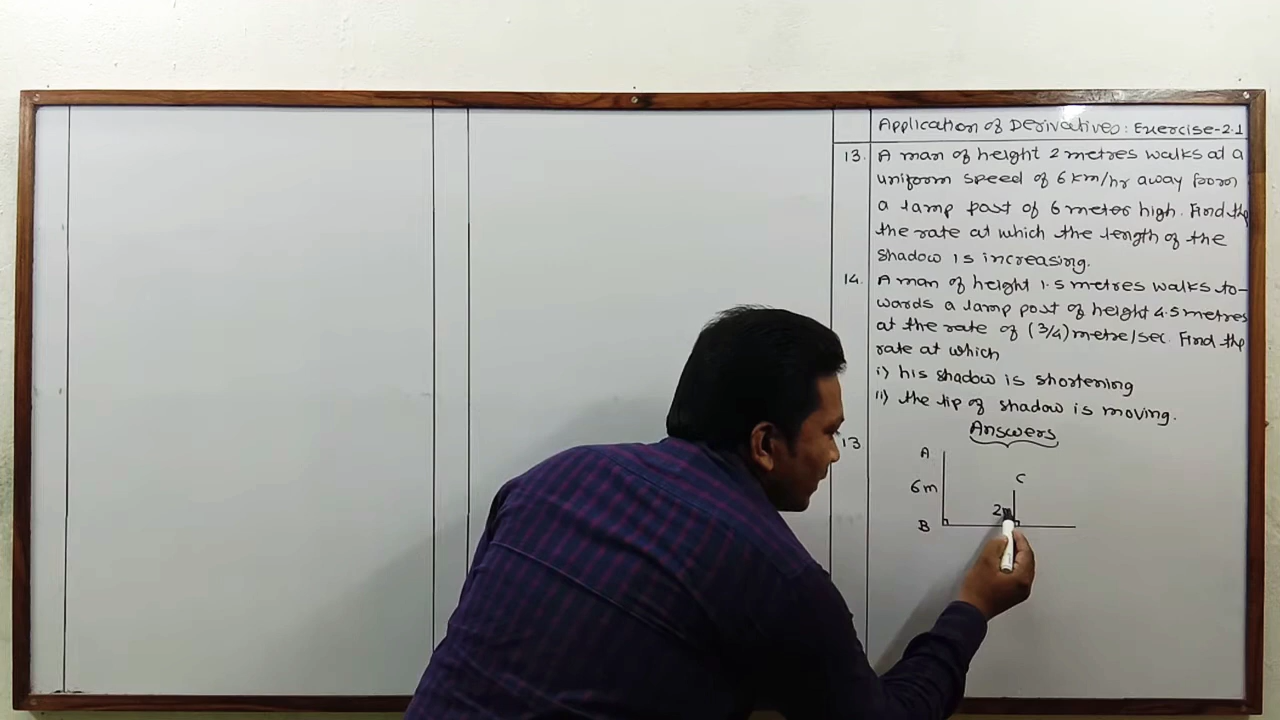 Application of Derivatives: Exercise-2.1
13. A man of height 2 metres walks at a
uniform speed of 6 km/hr away from
a lamp post of 6 meter high. Find the
the rate at which the length of the
shadow is increasing.
14. A man of height 1.5 metres walks to-
wards a lamp post of height 4.5 metres
at the rate of (3/4) metre/sec. Find the
rate at which
i) his shadow is shortening
ii) the tip of shadow is moving.
Answers
13
A
C
6m
2m
B